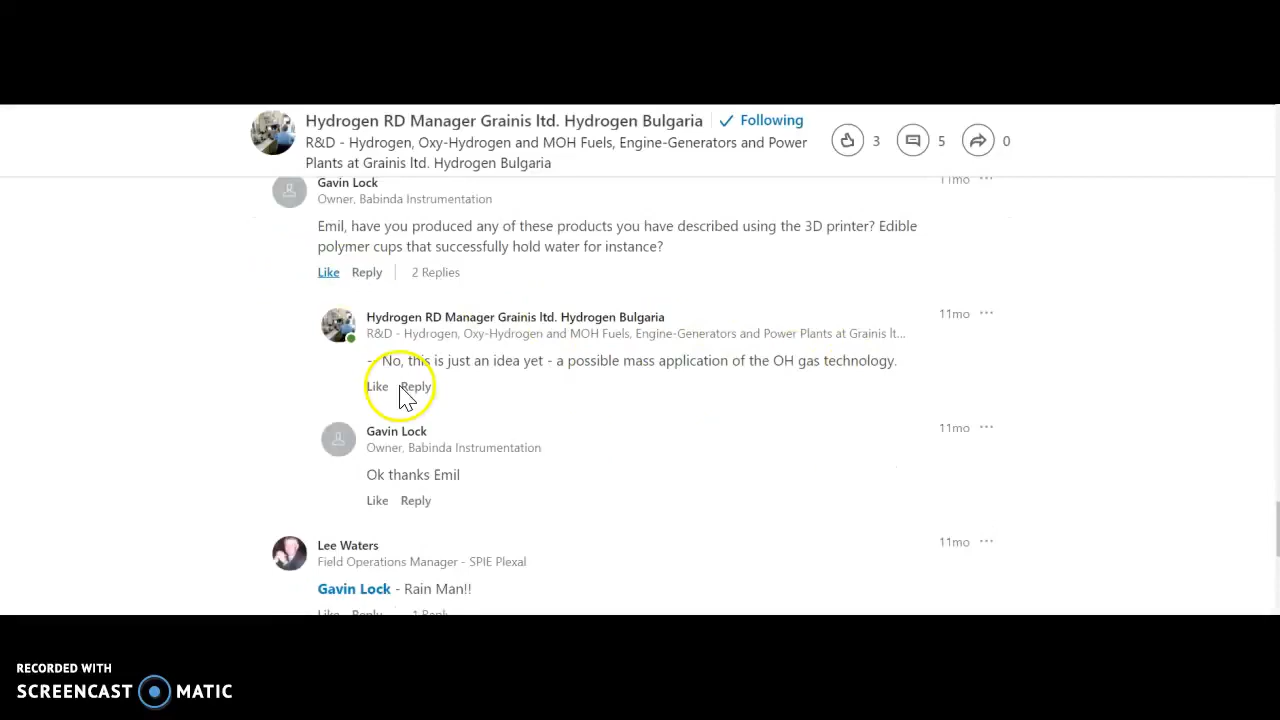 Hydrogen RD Manager Grainis ltd. Hydrogen Bulgaria Following
R&D - Hydrogen, Oxy-Hydrogen and MOH Fuels, Engine-Generators and Power
Plants at Grainis ltd. Hydrogen Bulgaria
3 5 0
Gavin Lock 11mo
Owner, Babinda Instrumentation
Emil, have you produced any of these products you have described using the 3D printer? Edible
polymer cups that successfully hold water for instance?
Like Reply 2 Replies
Hydrogen RD Manager Grainis ltd. Hydrogen Bulgaria 11mo
R&D - Hydrogen, Oxy-Hydrogen and MOH Fuels, Engine-Generators and Power Plants at Grainis lt...
- No, this is just an idea yet - a possible mass application of the OH gas technology.
Like Reply
Gavin Lock 11mo
Owner, Babinda Instrumentation
Ok thanks Emil
Like Reply
Lee Waters 11mo
Field Operations Manager - SPIE Plexal
Gavin Lock - Rain Man!!
Like Reply 1 Reply
RECORDED WITH
SCREENCAST MATIC